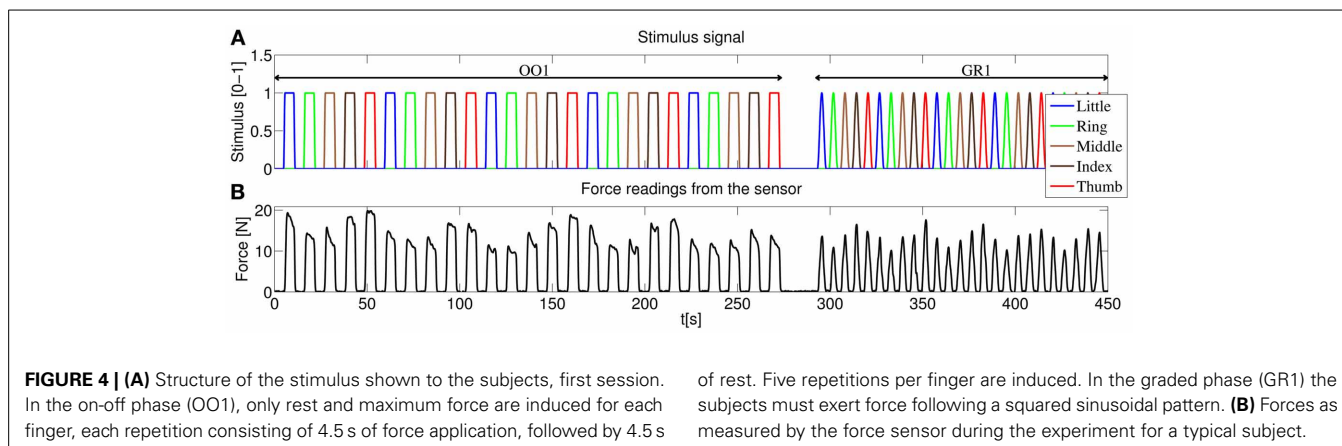 A
Stimulus signal
1.5
1
0.5
0
Stimulus [0−1]
OO1
GR1
Little
Ring
Middle
Index
Thumb
B
Force readings from the sensor
20
10
0
Force [N]
0 50 100 150 200 250 300 350 400 450
t[s]
FIGURE 4 | (A) Structure of the stimulus shown to the subjects, first session.
In the on-off phase (OO1), only rest and maximum force are induced for each
finger, each repetition consisting of 4.5 s of force application, followed by 4.5 s
of rest. Five repetitions per finger are induced. In the graded phase (GR1) the
subjects must exert force following a squared sinusoidal pattern. (B) Forces as
measured by the force sensor during the experiment for a typical subject.